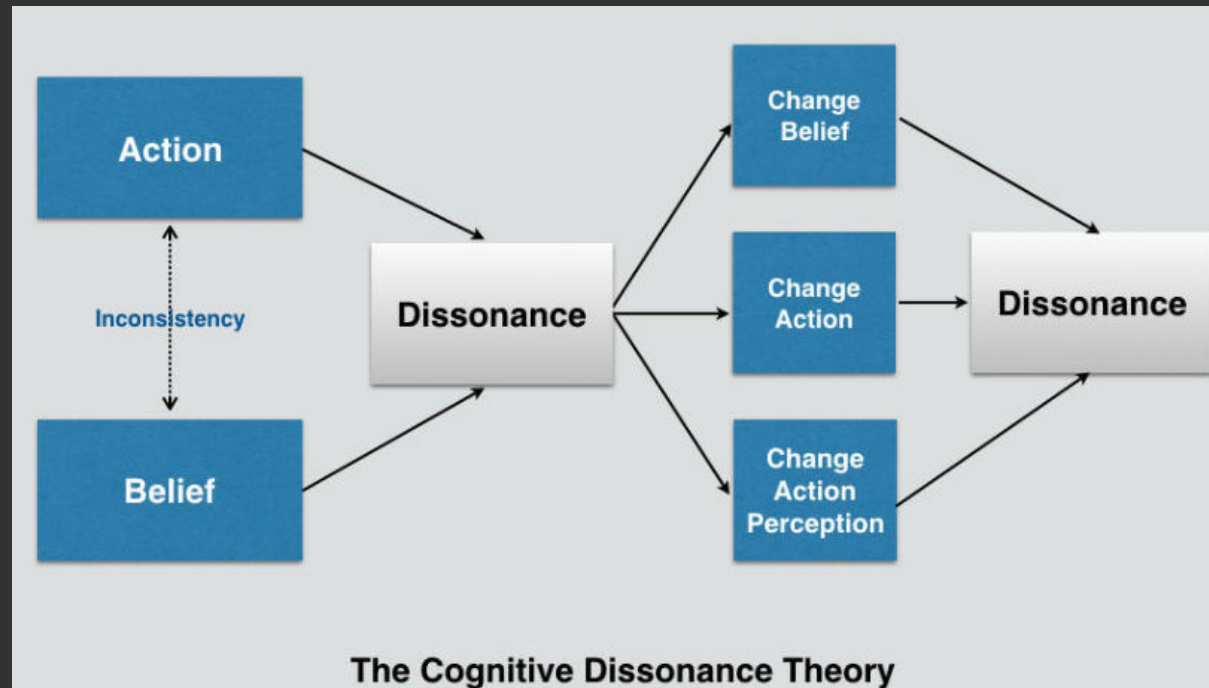 Action
Inconsistency
Belief
Dissonance
Change
Belief
Change
Action
Change
Action
Perception
Dissonance
The Cognitive Dissonance Theory